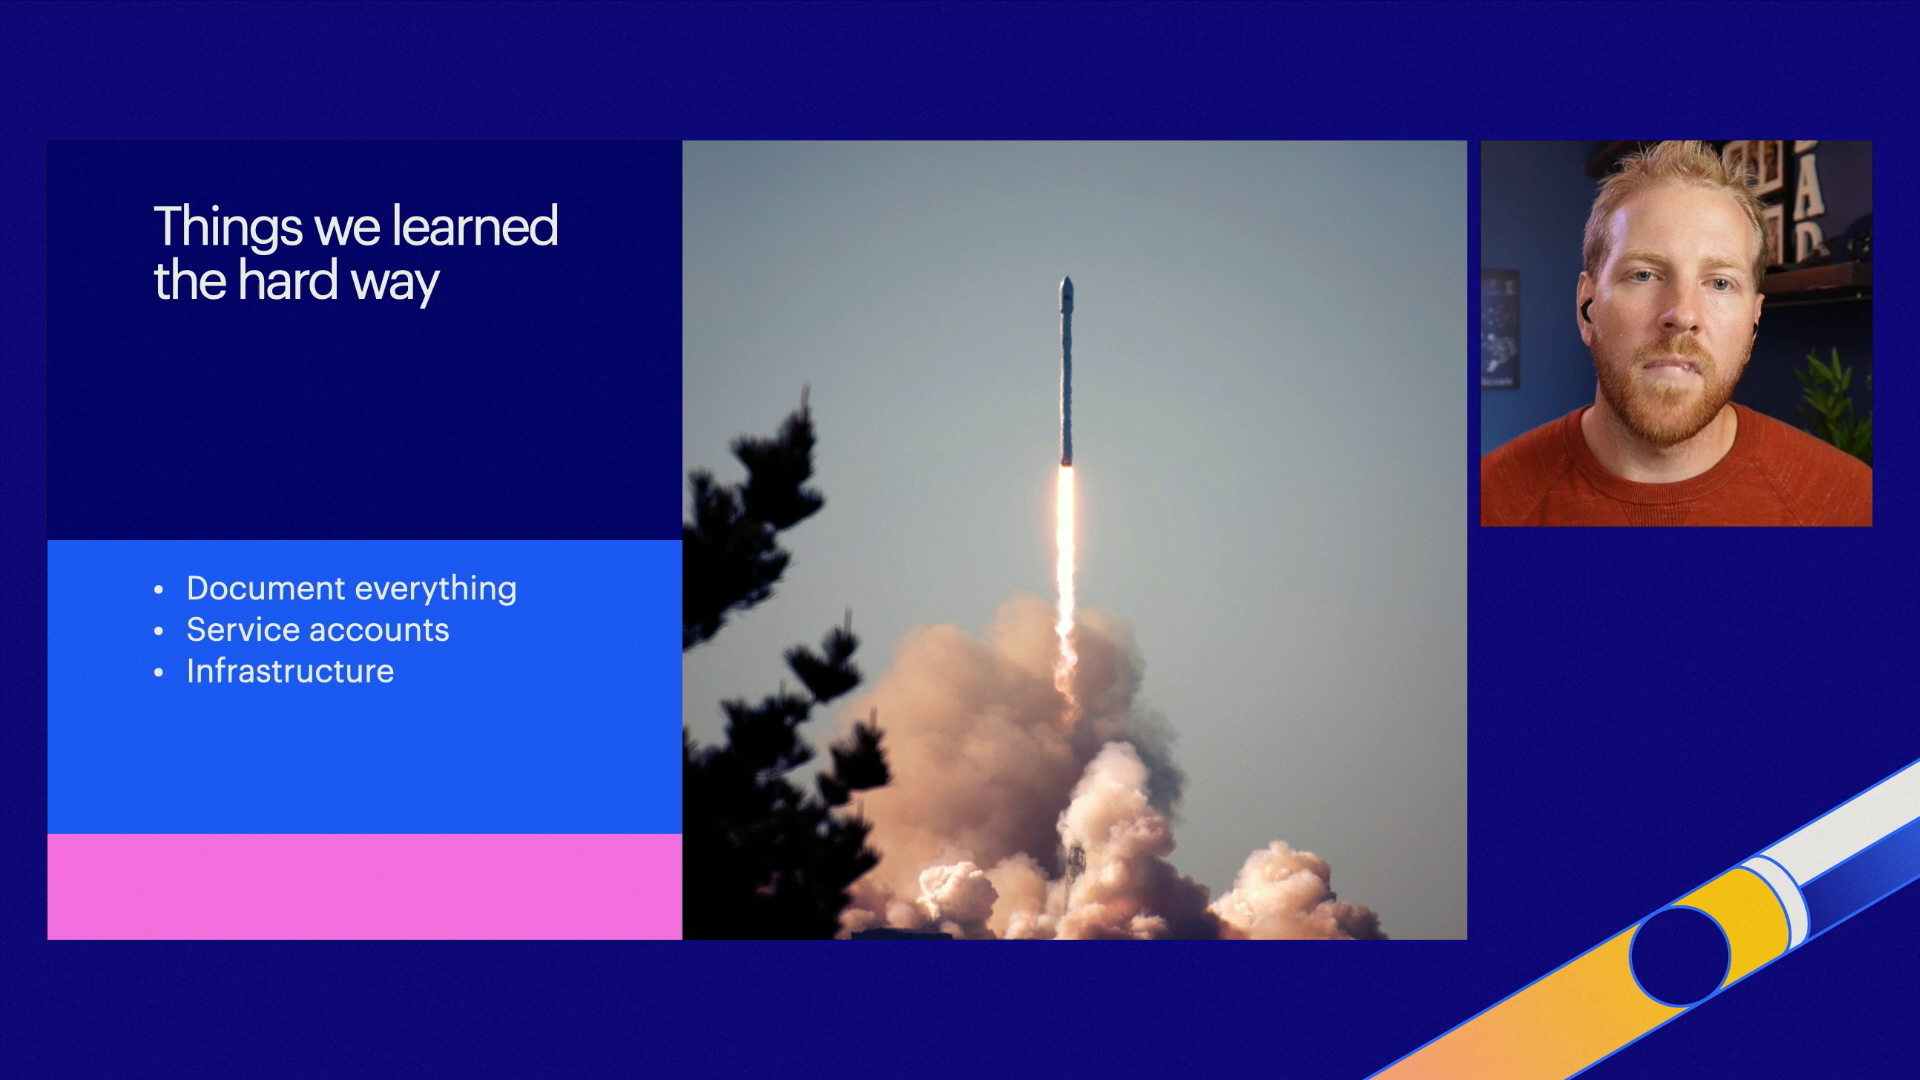 Things we learned
the hard way
• Document everything
• Service accounts
• Infrastructure